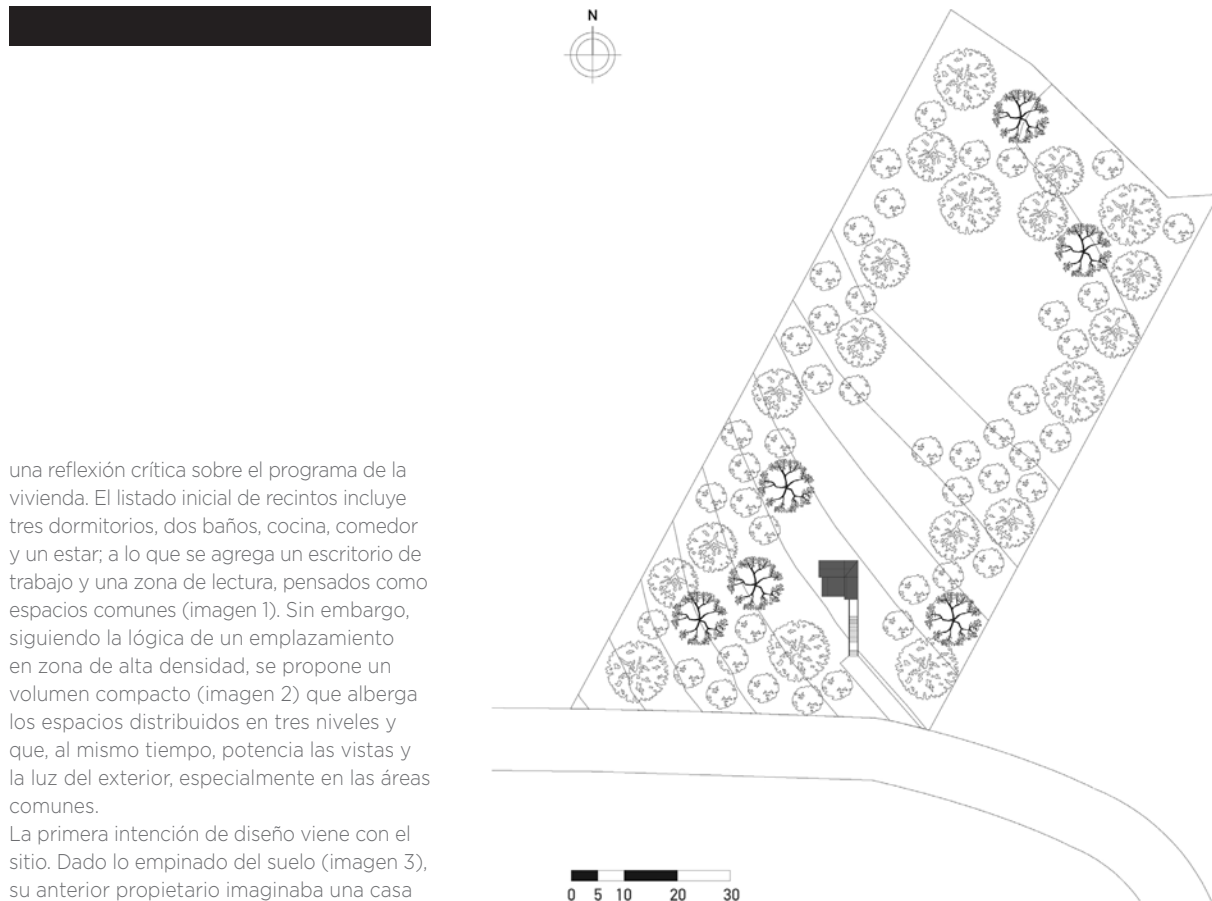 una reflexión crítica sobre el programa de la
vivienda. El listado inicial de recintos incluye
tres dormitorios, dos baños, cocina, comedor
y un estar; a lo que se agrega un escritorio de
trabajo y una zona de lectura, pensados como
espacios comunes (imagen 1). Sin embargo,
siguiendo la lógica de un emplazamiento
en zona de alta densidad, se propone un
volumen compacto (imagen 2) que alberga
los espacios distribuidos en tres niveles y
que, al mismo tiempo, potencia las vistas y
la luz del exterior, especialmente en las áreas
comunes.
La primera intención de diseño viene con el
sitio. Dado lo empinado del suelo (imagen 3),
su anterior propietario imaginaba una casa
N
0 5 10 20 30